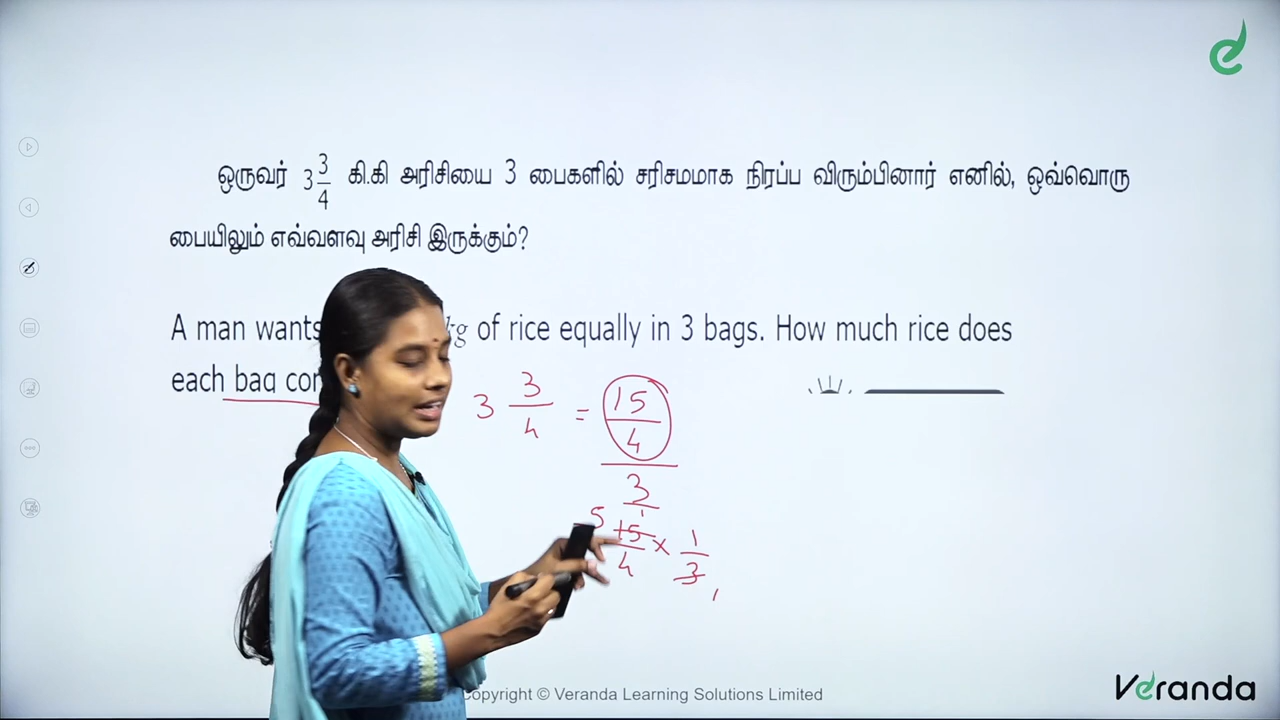 ஒருவர் 3 3/4 கி.கி அரிசியை 3 பைகளில் சரிசமமாக நிரப்ப விரும்பினார் எனில், ஒவ்வொரு
பையிலும் எவ்வளவு அரிசி இருக்கும்?
A man wants kg of rice equally in 3 bags. How much rice does
each bag
3 3/4 = 15/4
3
1
5 15/4 × 1/3
1
Copyright © Veranda Learning Solutions Limited
Veranda